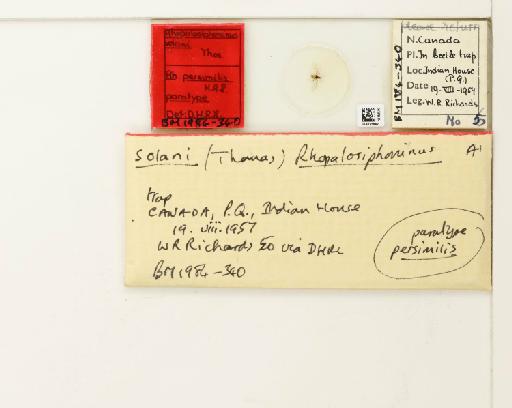 Rhopalosiphoninus
solani
Thos
Rh. persimilis
paratype
Det: D.H.R.L.
BM 1984-340
BM 1984-340
Please return
N. Canada
Pl. In beetle trap
Loc. Indian House
(P.Q.)
Date 19-VIII-1957
Leg. W.R. Richards
No
solani (Thomas) Rhopalosiphoninus
trap
CANADA, P.Q., Indian House
19. viii. 1957
W R Richards via DHRL
BM 1984-340
paratype
persimilis